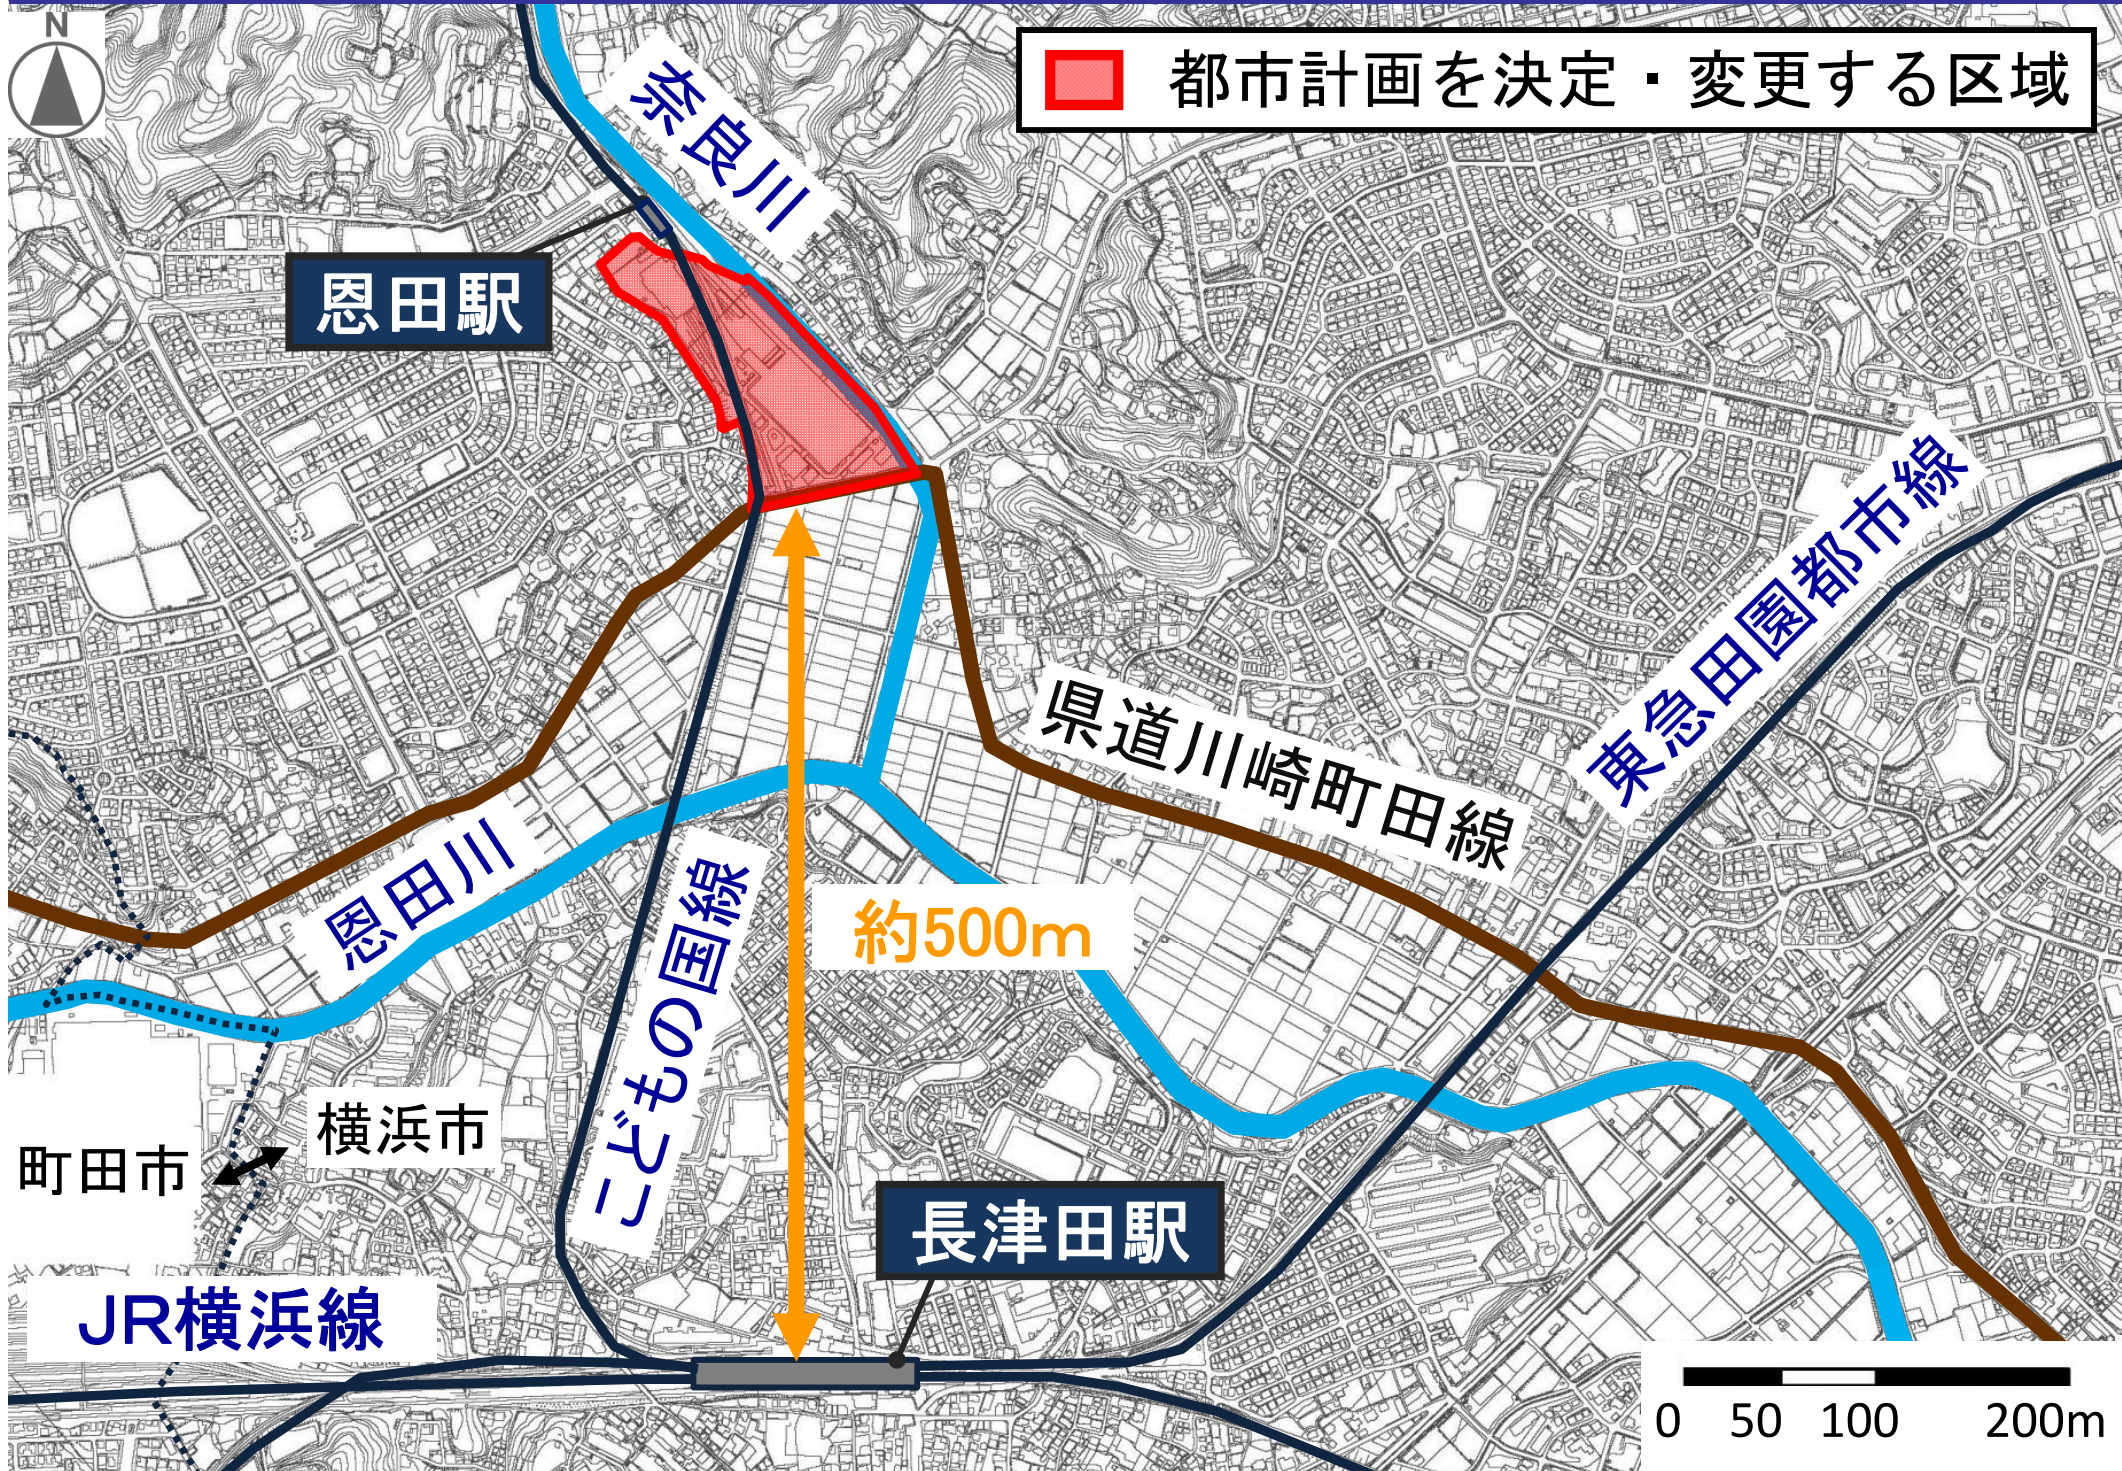 N
都市計画を決定・変更する区域
奈良川
恩田駅
東急田園都市線
県道川崎町田線
恩田川
こどもの国線
約500m
横浜市
町田市
長津田駅
JR横浜線
0 50 100 200m